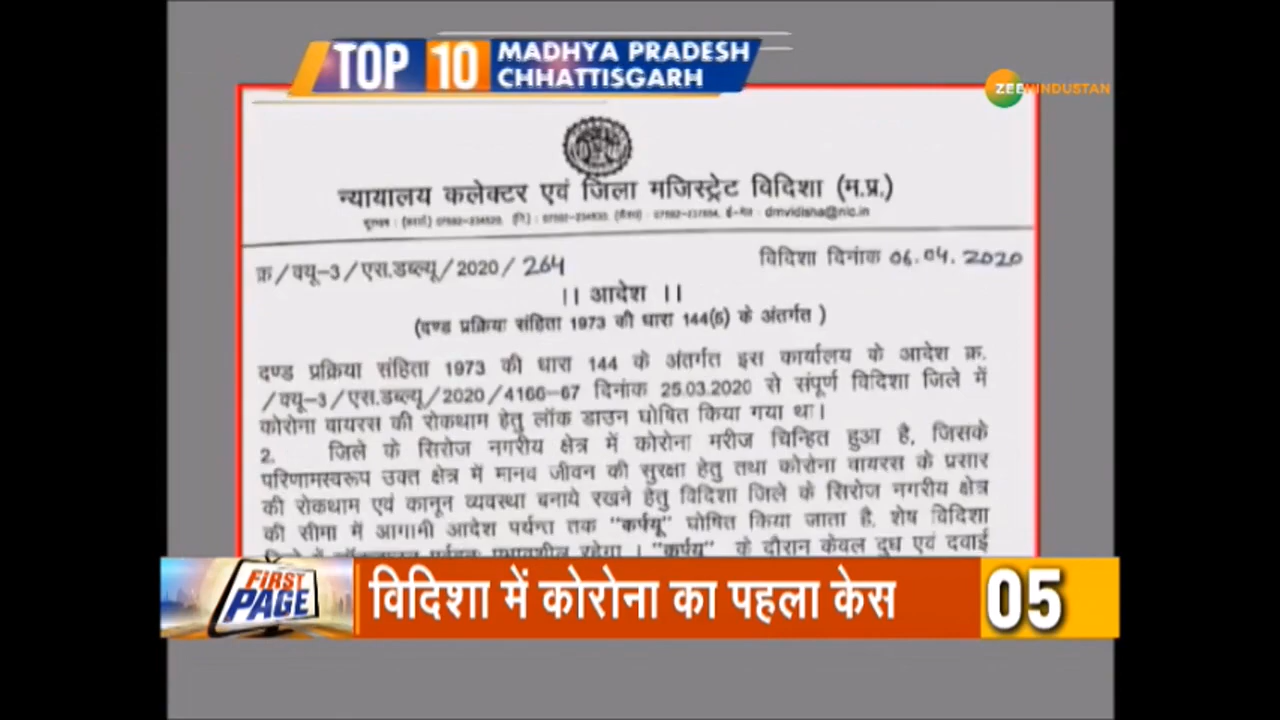 TOP 10 MADHYA PRADESH
CHHATTISGARH
ZEE HINDUSTAN
न्यायालय कलेक्टर एवं जिला मजिस्ट्रेट विदिशा (म.प्र.)
dmvidisha@nic.in
क्र/क्यू-3/एस.डब्ल्यू/2020/264
विदिशा दिनांक 06.04.2020
।। आदेश ।।
(दण्ड प्रक्रिया संहिता 1973 की धारा 144(5) के अंतर्गत)
दण्ड प्रक्रिया संहिता 1973 की धारा 144 के अंतर्गत इस कार्यालय के आदेश क्र.
/क्यू-3/एस.डब्ल्यू/2020/4166-67 दिनांक 25.03.2020 से संपूर्ण विदिशा जिले में
कोरोना वायरस की रोकथाम हेतु लॉक डाउन घोषित किया गया था।
2. जिले के सिरोज नगरीय क्षेत्र में कोरोना मरीज चिन्हित हुआ है, जिसके
परिणामस्वरूप उक्त क्षेत्र में मानव जीवन की सुरक्षा हेतु तथा कोरोना वायरस के प्रसार
की रोकथाम एवं कानून व्यवस्था बनाये रखने हेतु विदिशा जिले के सिरोज नगरीय क्षेत्र
की सीमा में आगामी आदेश पर्यन्त तक "कर्फ्यू" घोषित किया जाता है, शेष विदिशा
रहेगा । "कर्फ्यू" के दौरान केवल दूध एवं दवाई
FIRST
PAGE
विदिशा में कोरोना का पहला केस
05